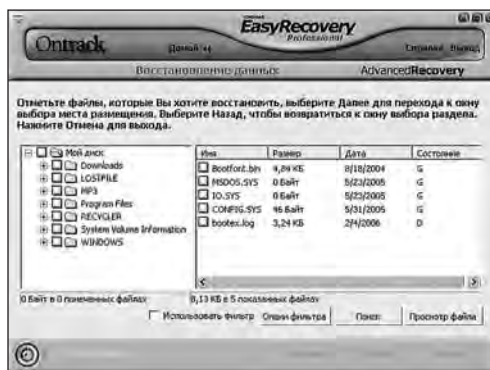 EasyRecovery
Professional
Ontrack
Домой
Справка Выход
Восстановление данных
AdvancedRecovery
Отметьте файлы, которые Вы хотите восстановить, выберите Далее для перехода к окну
выбора места размещения. Выберите Назад, чтобы возвратиться к окну выбора раздела.
Нажмите Отмена для выхода.
Мой диск
Downloads
LOSTFILE
MP3
Program Files
RECYCLER
System Volume Information
WINDOWS
Имя Размер Дата Состояние
Bootfont.bin 4,84 КБ 8/18/2004 G
MSDOS.SYS 0 Байт 5/23/2005 G
IO.SYS 0 Байт 5/23/2005 G
CONFIG.SYS 46 Байт 5/31/2005 G
bootex.log 3,24 КБ 2/4/2006 D
0 Байт в 0 помеченных файлах 8,13 КБ в 5 показанных файлах
Использовать фильтр Опции фильтра Поиск Просмотр файла